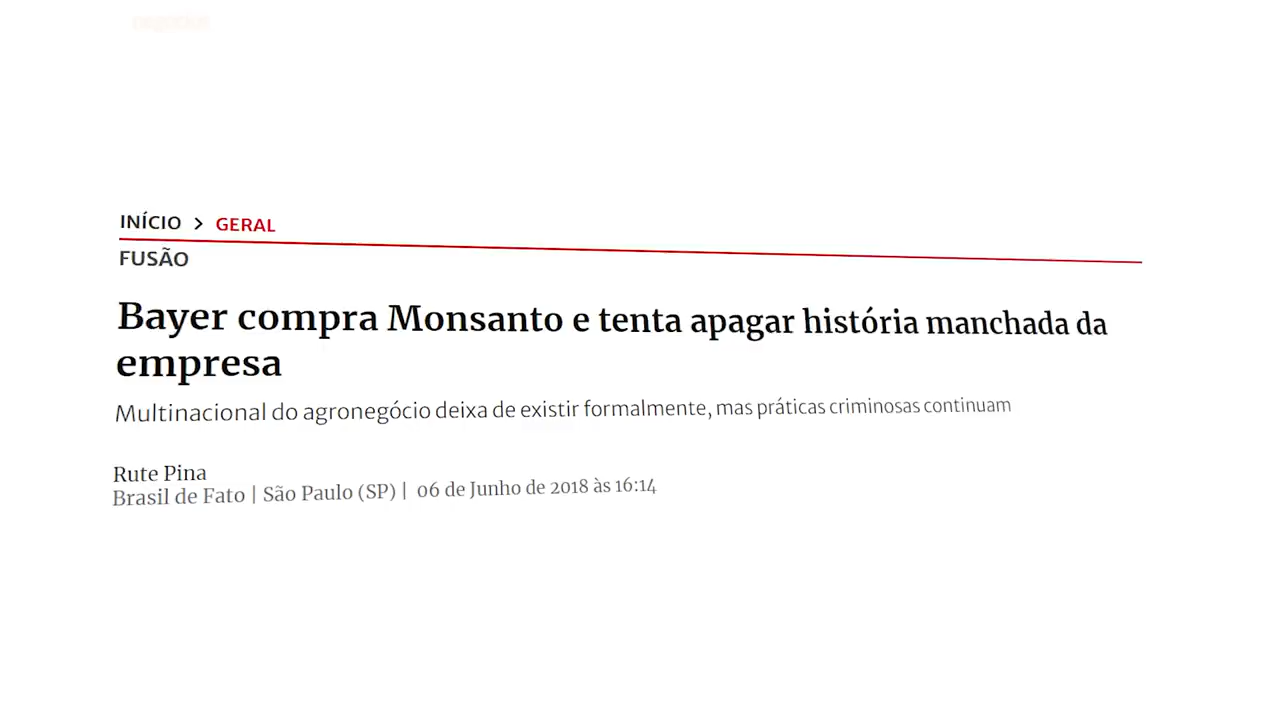 INÍCIO > GERAL
FUSÃO
Bayer compra Monsanto e tenta apagar história manchada da
empresa
Multinacional do agronegócio deixa de existir formalmente, mas práticas criminosas continuam
Rute Pina
Brasil de Fato | São Paulo (SP) | 06 de Junho de 2018 às 16:14